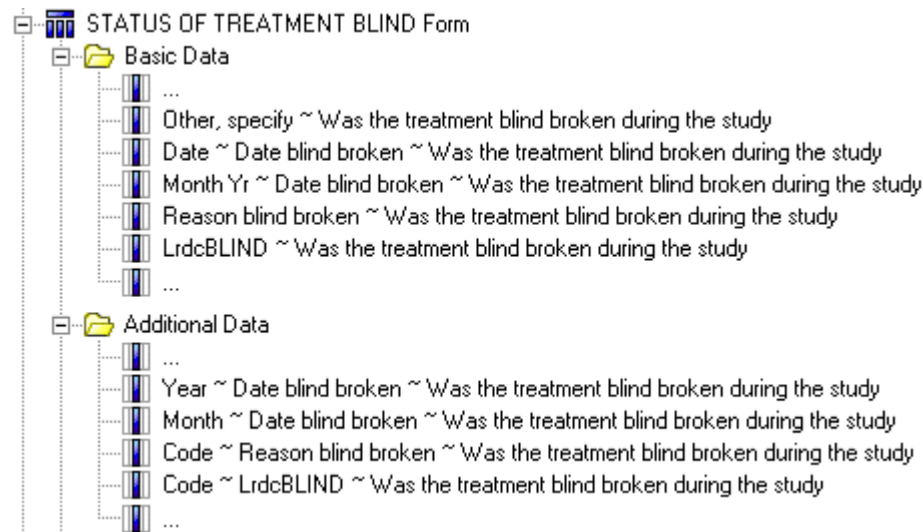 STATUS OF TREATMENT BLIND Form
Basic Data
...
Other, specify ~ Was the treatment blind broken during the study
Date ~ Date blind broken ~ Was the treatment blind broken during the study
Month Yr ~ Date blind broken ~ Was the treatment blind broken during the study
Reason blind broken ~ Was the treatment blind broken during the study
LrdcBLIND ~ Was the treatment blind broken during the study
...
Additional Data
...
Year ~ Date blind broken ~ Was the treatment blind broken during the study
Month ~ Date blind broken ~ Was the treatment blind broken during the study
Code ~ Reason blind broken ~ Was the treatment blind broken during the study
Code ~ LrdcBLIND ~ Was the treatment blind broken during the study
...